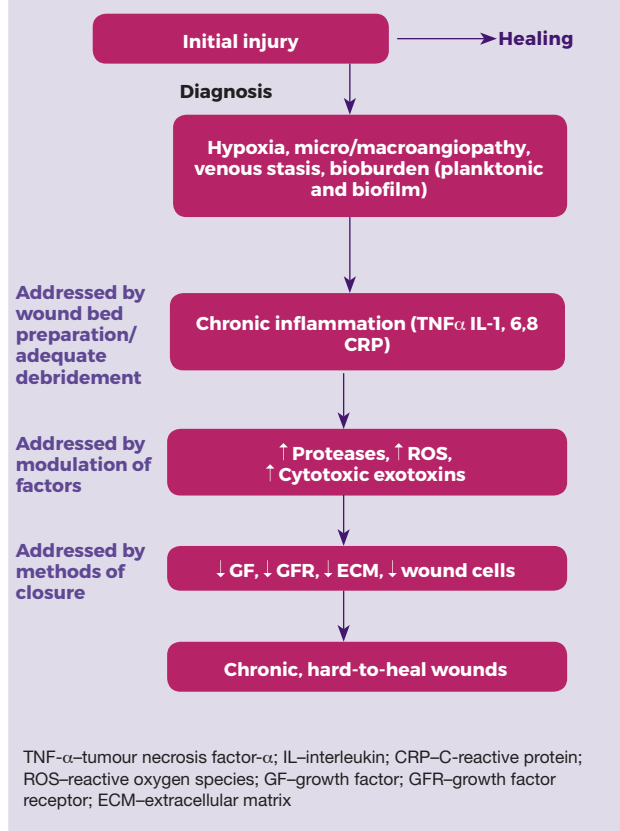 Initial injury
Healing
Diagnosis
Hypoxia, micro/macroangiopathy,
venous stasis, bioburden (planktonic
and biofilm)
Addressed by
wound bed
preparation/
adequate
debridement
Chronic inflammation (TNFα IL-1, 6,8
CRP)
Addressed by
modulation of
factors
↑Proteases, ↑ROS,
↑Cytotoxic exotoxins
Addressed by
methods of
closure
↓GF, ↓GFR, ↓ECM, ↓wound cells
Chronic, hard-to-heal wounds
TNF-α–tumour necrosis factor-α; IL–interleukin; CRP–C-reactive protein;
ROS–reactive oxygen species; GF–growth factor; GFR–growth factor
receptor; ECM–extracellular matrix